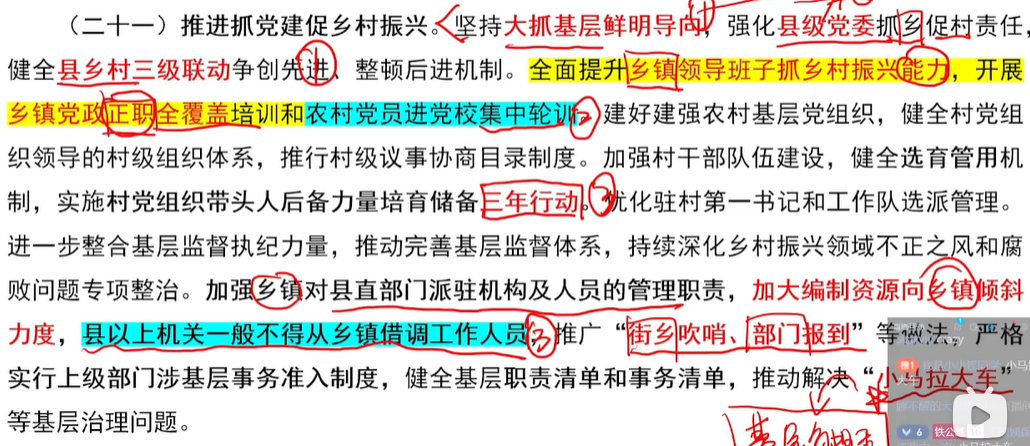 （二十一）推进抓党建促乡村振兴。坚持大抓基层鲜明导向，强化县级党委抓乡促村责任，
健全县乡村三级联动争创先进、整顿后进机制。全面提升乡镇领导班子抓乡村振兴能力，开展
乡镇党政正职全覆盖培训和农村党员进党校集中轮训。建好建强农村基层党组织，健全村党组
织领导的村级组织体系，推行村级议事协商目录制度。加强村干部队伍建设，健全选育管用机
制，实施村党组织带头人后备力量培育储备三年行动。优化驻村第一书记和工作队选派管理。
进一步整合基层监督执纪力量，推动完善基层监督体系，持续深化乡村振兴领域不正之风和腐
败问题专项整治。加强乡镇对县直部门派驻机构及人员的管理职责，加大编制资源向乡镇倾斜
力度，县以上机关一般不得从乡镇借调工作人员，推广“街乡吹哨、部门报到”等做法，严格
实行上级部门涉基层事务准入制度，健全基层职责清单和事务清单，推动解决“小马拉大车”
等基层治理问题。